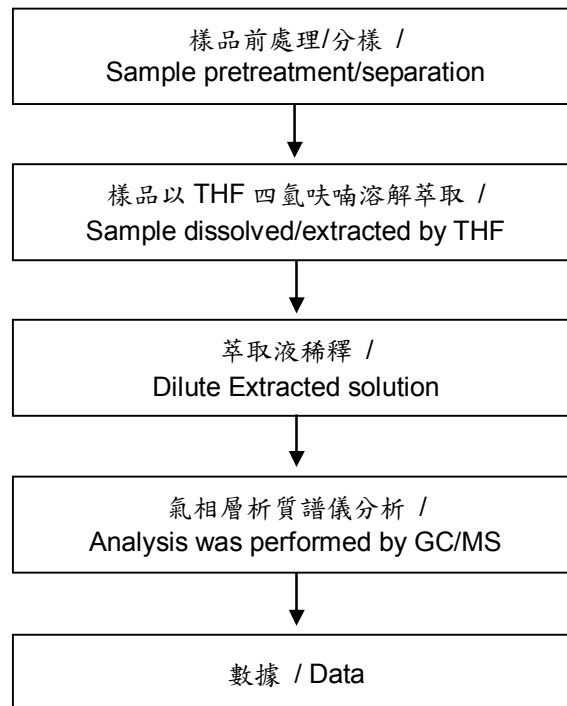 樣品前處理/分樣 /
Sample pretreatment/separation
樣品以 THF 四氫呋喃溶解萃取 /
Sample dissolved/extracted by THF
萃取液稀釋 /
Dilute Extracted solution
氣相層析質譜儀分析 /
Analysis was performed by GC/MS
數據 / Data